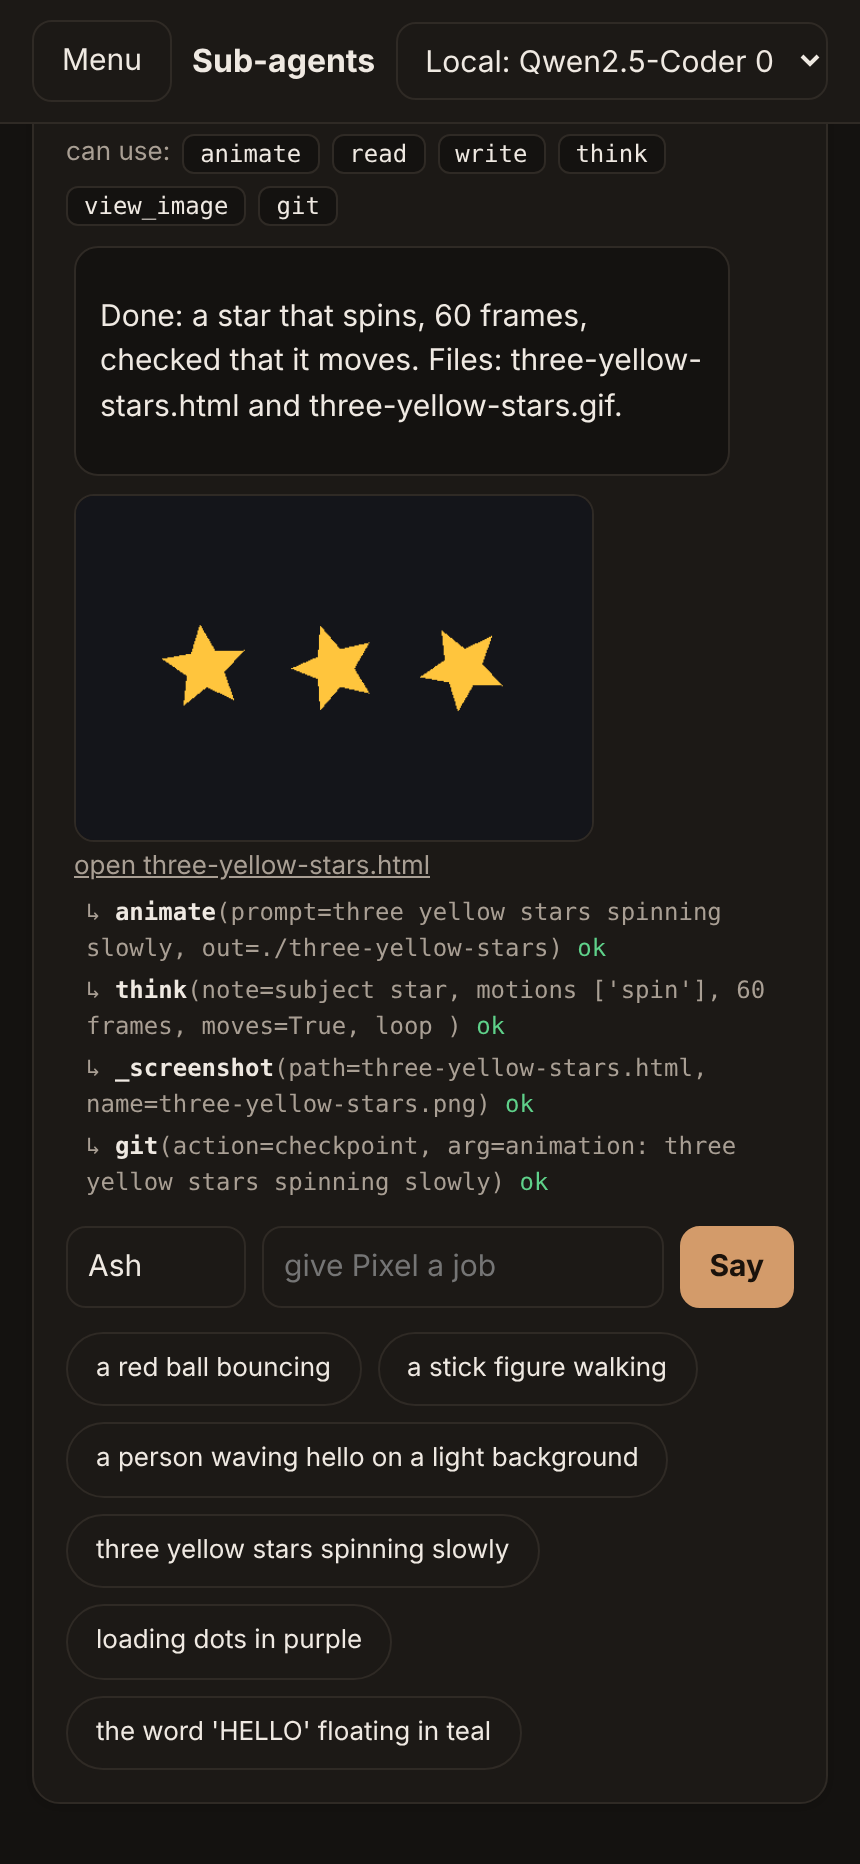 Menu
Sub-agents
Local: Qwen2.5-Coder 0
can use: animate read write think
view_image git
Done: a star that spins, 60 frames,
checked that it moves. Files: three-yellow-
stars.html and three-yellow-stars.gif.
open three-yellow-stars.html
↳ animate(prompt=three yellow stars spinning
slowly, out=./three-yellow-stars) ok
↳ think(note=subject star, motions ['spin'], 60
frames, moves=True, loop ) ok
↳ _screenshot(path=three-yellow-stars.html,
name=three-yellow-stars.png) ok
↳ git(action=checkpoint, arg=animation: three
yellow stars spinning slowly) ok
Ash
give Pixel a job
Say
a red ball bouncing
a stick figure walking
a person waving hello on a light background
three yellow stars spinning slowly
loading dots in purple
the word 'HELLO' floating in teal